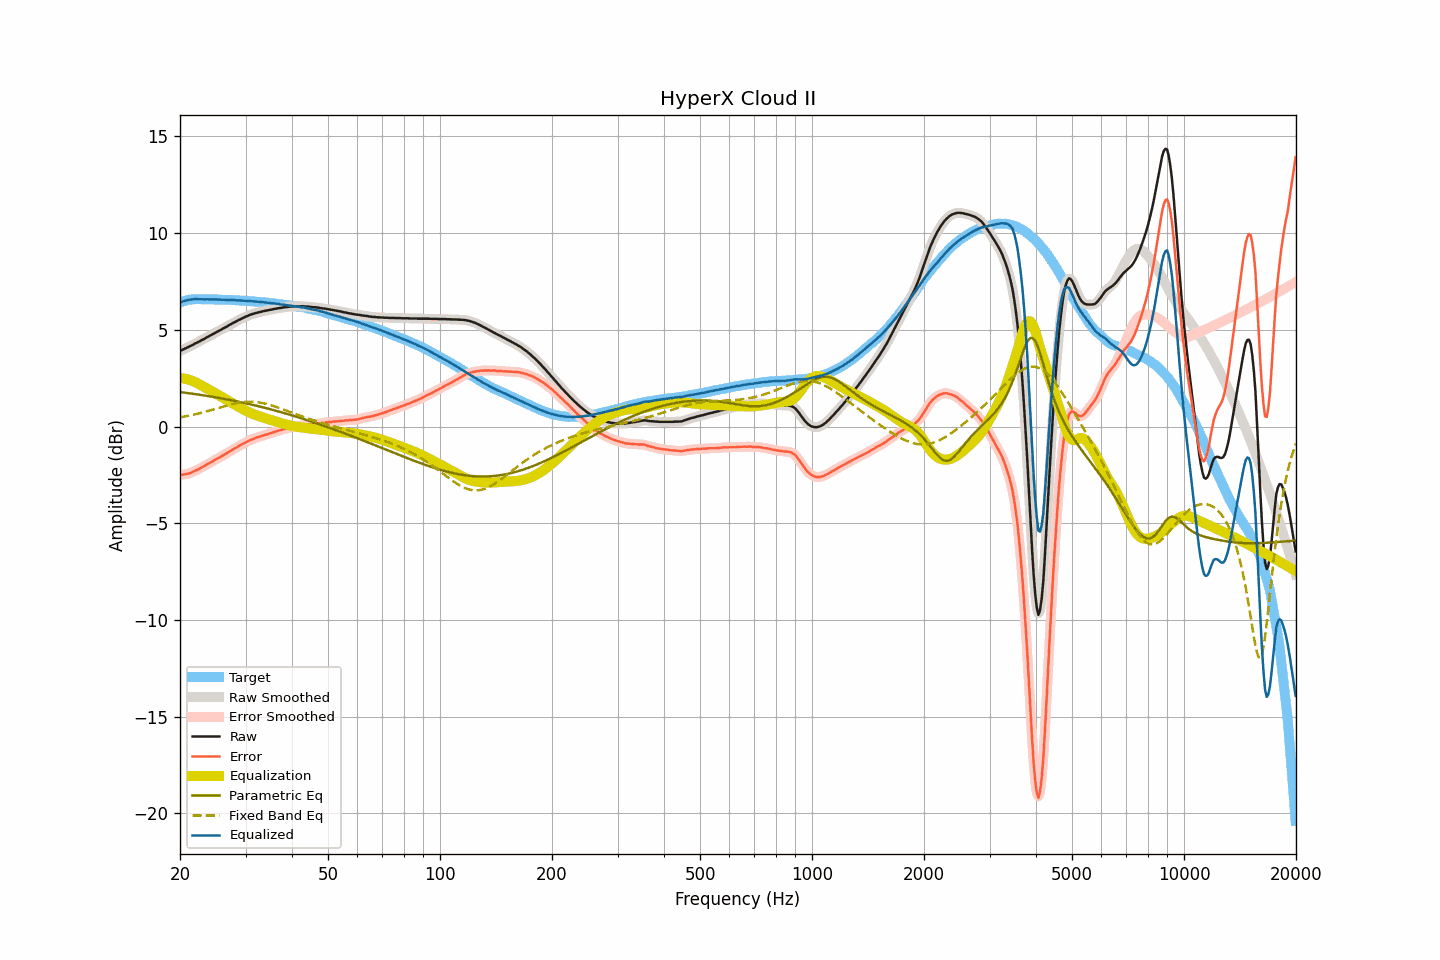 HyperX Cloud II
15
10
5
0
−5
−10
−15
−20
Amplitude (dBr)
Target
Raw Smoothed
Error Smoothed
Raw
Error
Equalization
Parametric Eq
Fixed Band Eq
Equalized
20 50 100 200 500 1000 2000 5000 10000 20000
Frequency (Hz)